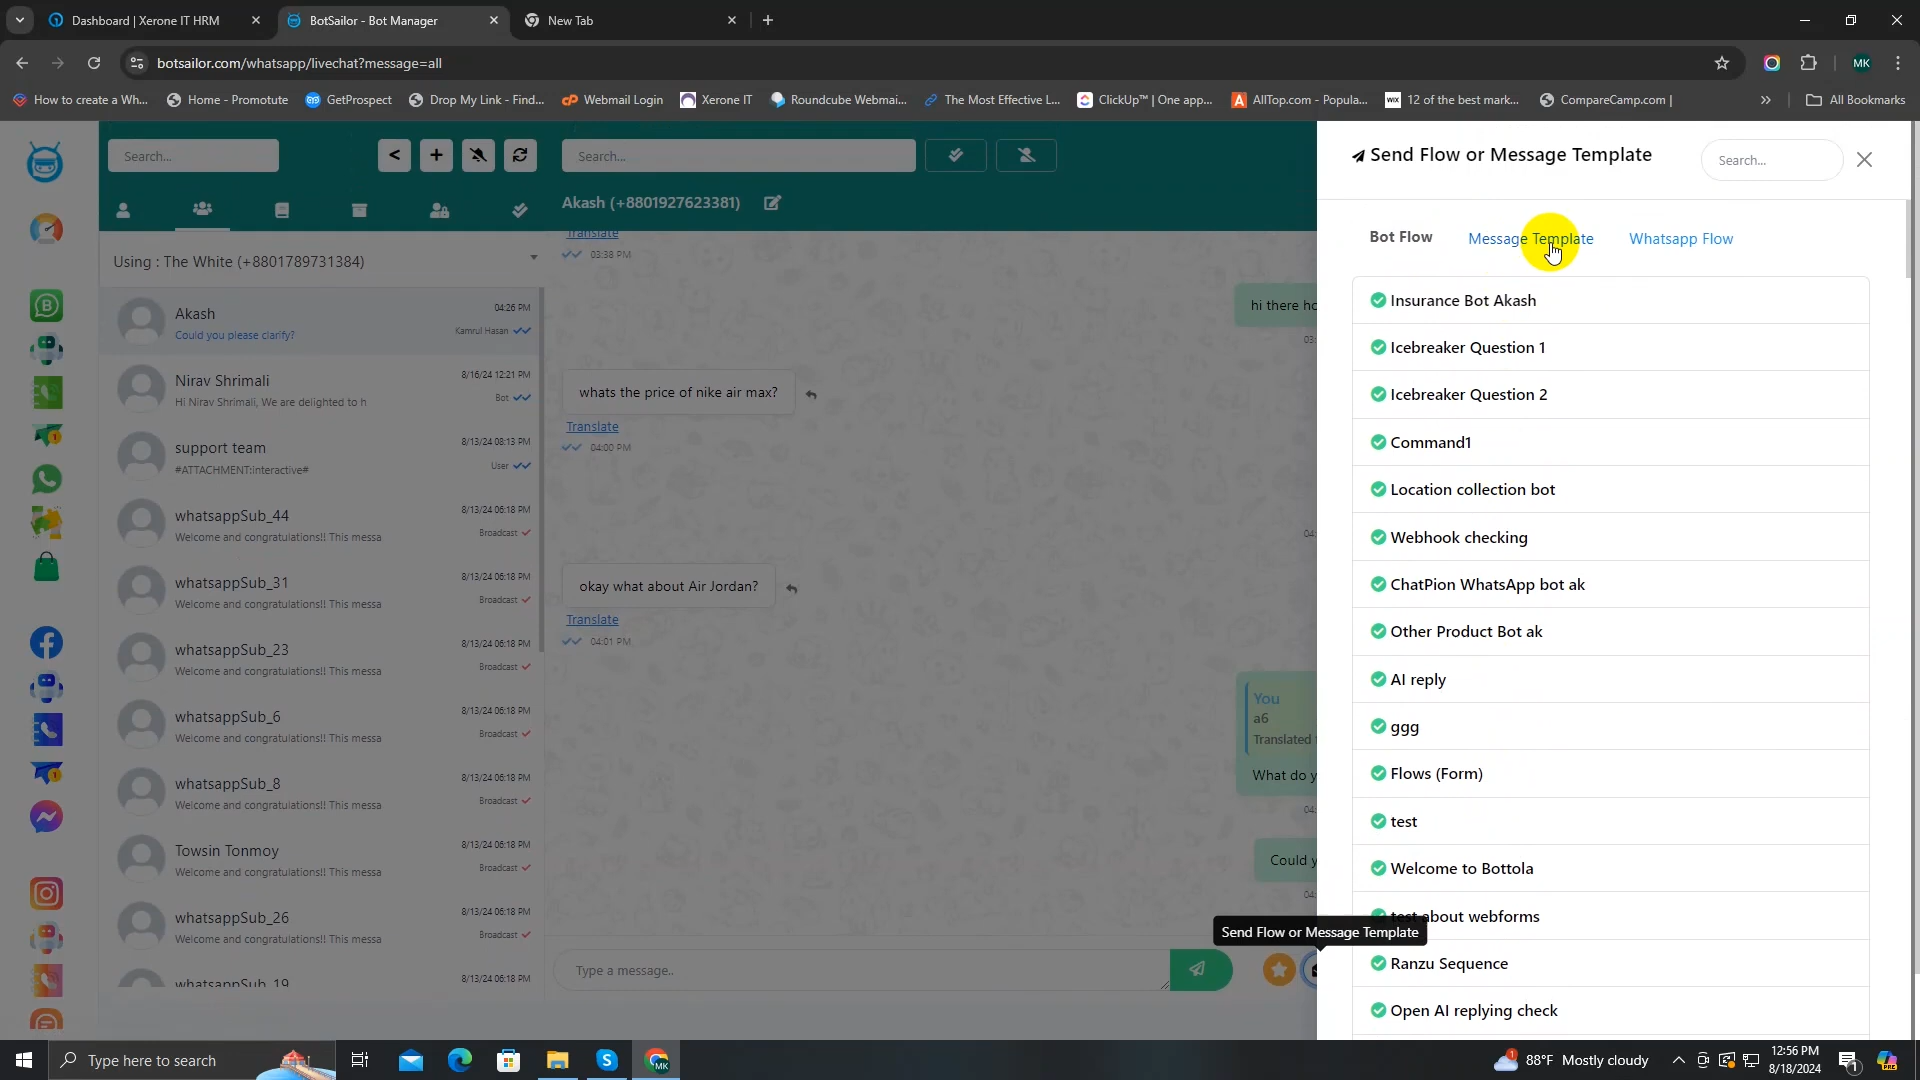 Dashboard | Xerone IT HRM
BotSailor - Bot Manager
New Tab
botsailor.com/whatsapp/livechat?message=all
MK
How to create a Wh...
Home - Promotute
GetProspect
Drop My Link - Find...
Webmail Login
Xerone IT
Roundcube Webmai...
The Most Effective L...
ClickUp™ | One app...
AllTop.com - Popula...
WIX
12 of the best mark...
CompareCamp.com |
»
All Bookmarks
Search...
<
+
Search...
Akash (+8801927623381)
Using : The White (+8801789731384)
Akash
04:26 PM
Could you please clarify?
Kamrul Hasan
Nirav Shrimali
8/16/24 12:21 PM
Hi Nirav Shrimali, We are delighted to h
Bot
support team
8/13/24 08:13 PM
#ATTACHMENT:interactive#
User
whatsappSub_44
8/13/24 06:18 PM
Welcome and congratulations!! This messa
Broadcast
whatsappSub_31
8/13/24 06:18 PM
Welcome and congratulations!! This messa
Broadcast
whatsappSub_23
8/13/24 06:18 PM
Welcome and congratulations!! This messa
Broadcast
whatsappSub_6
8/13/24 06:18 PM
Welcome and congratulations!! This messa
Broadcast
whatsappSub_8
8/13/24 06:18 PM
Welcome and congratulations!! This messa
Broadcast
Towsin Tonmoy
8/13/24 06:18 PM
Welcome and congratulations!! This messa
Broadcast
whatsappSub_26
8/13/24 06:18 PM
Welcome and congratulations!! This messa
Broadcast
whatsappSub_19
8/13/24 06:18 PM
Translate
03:38 PM
hi there ho
03:
whats the price of nike air max?
Translate
04:00 PM
04:
okay what about Air Jordan?
Translate
04:01 PM
You
a6
Translated
What do y
04:
Could y
04:
Type a message..
Send Flow or Message Template
Send Flow or Message Template
Search...
Bot Flow
Message Template
Whatsapp Flow
Insurance Bot Akash
Icebreaker Question 1
Icebreaker Question 2
Command1
Location collection bot
Webhook checking
ChatPion WhatsApp bot ak
Other Product Bot ak
AI reply
ggg
Flows (Form)
test
Welcome to Bottola
test about webforms
Ranzu Sequence
Open AI replying check
Type here to search
88°F Mostly cloudy
12:56 PM
8/18/2024